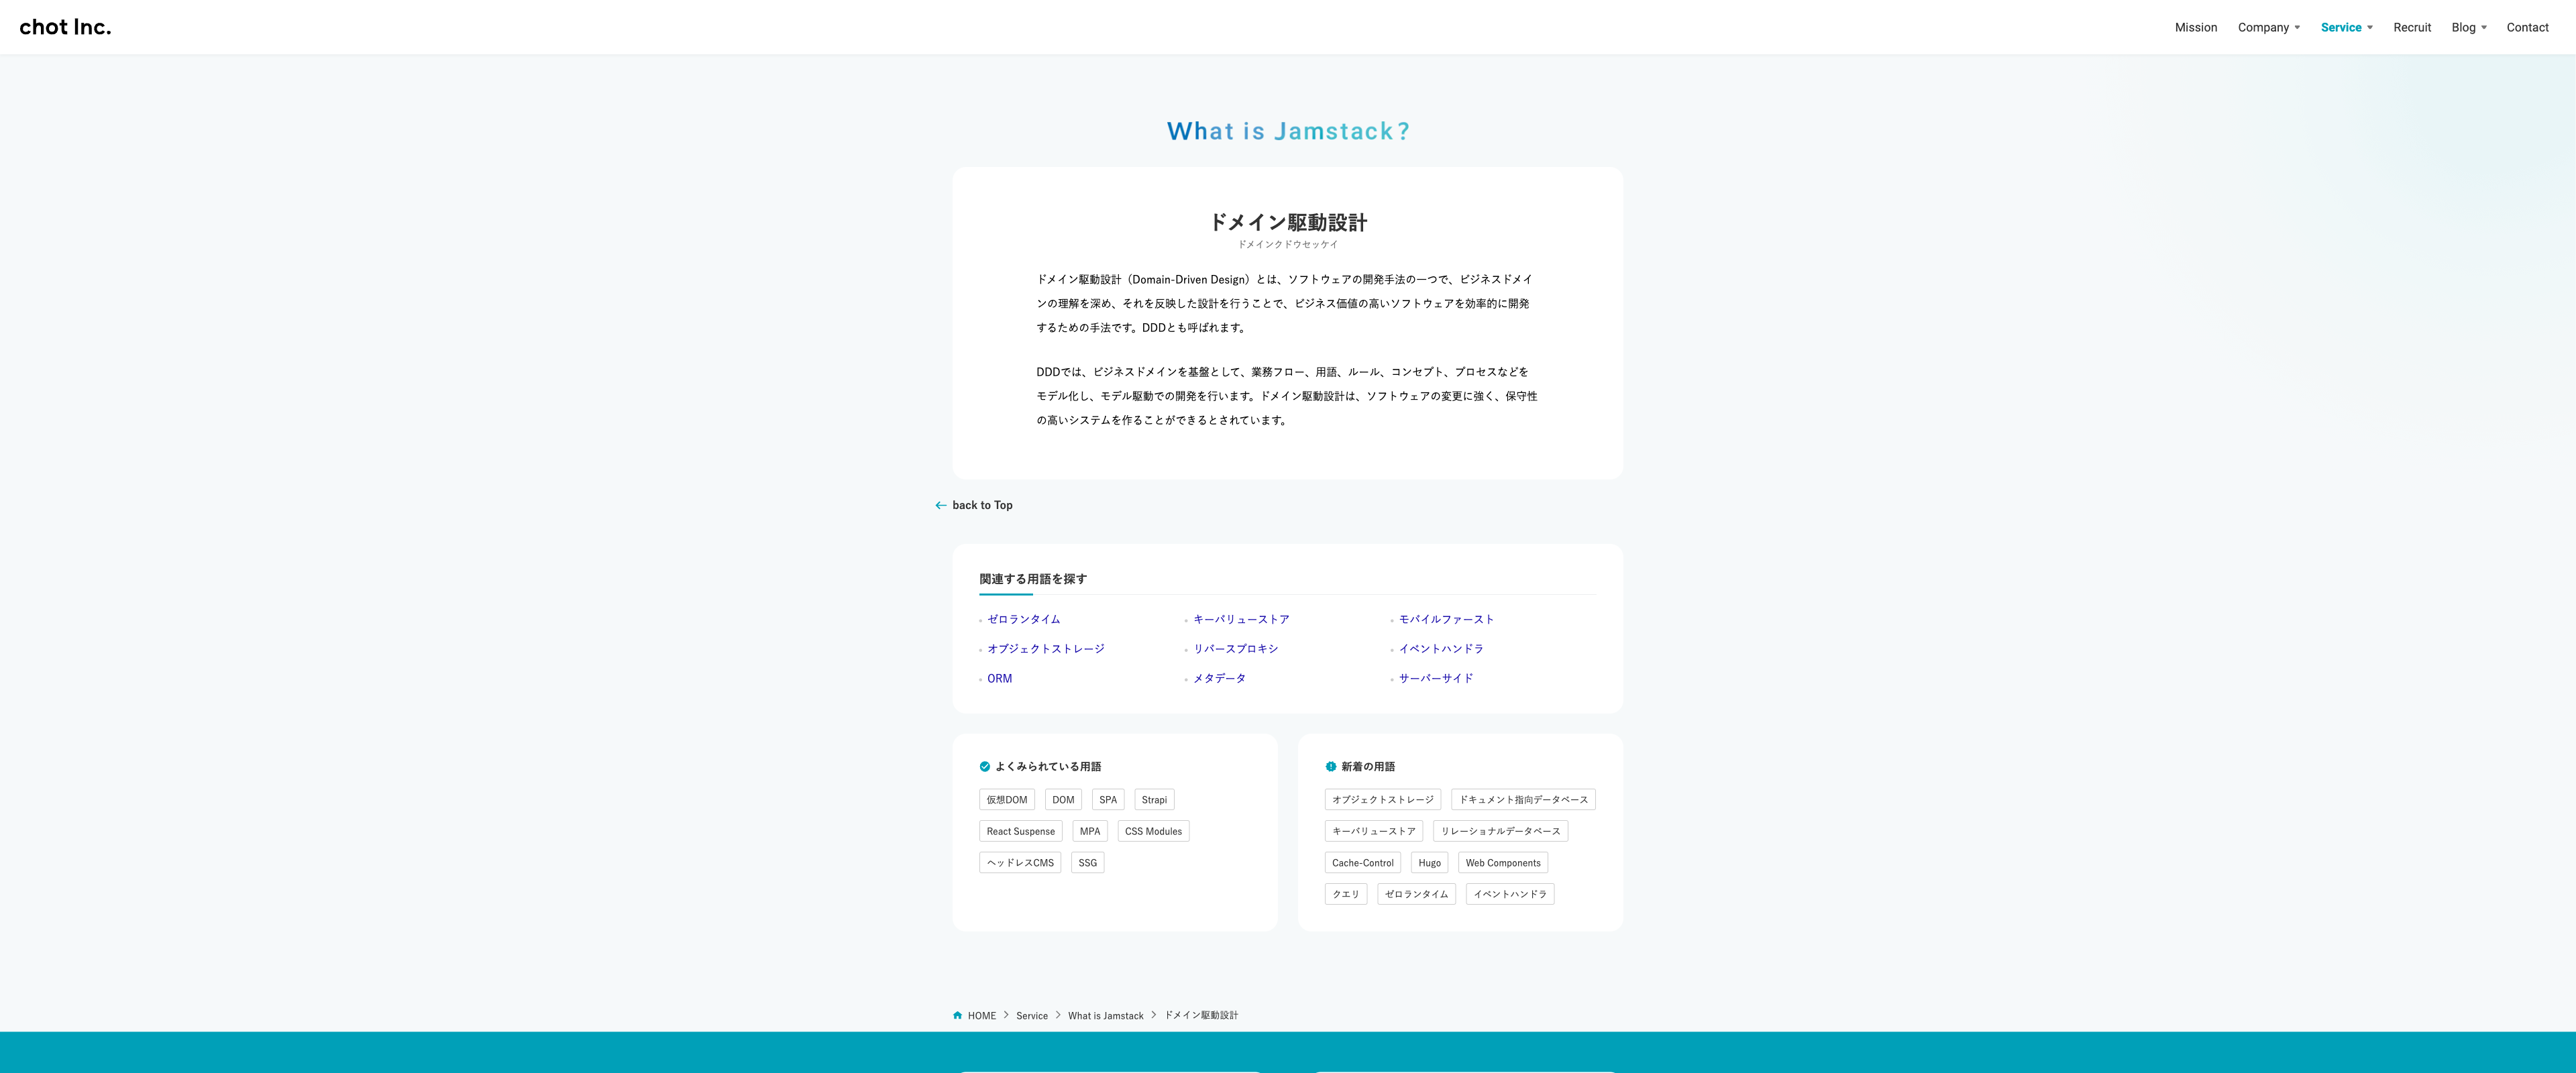 chot Inc.
Mission Company Service Recruit Blog Contact
What is Jamstack?
ドメイン駆動設計
ドメインクドウセッケイ
ドメイン駆動設計（Domain-Driven Design）とは、ソフトウェアの開発手法の一つで、ビジネスドメイ
ンの理解を深め、それを反映した設計を行うことで、ビジネス価値の高いソフトウェアを効率的に開発
するための手法です。DDDとも呼ばれます。
DDDでは、ビジネスドメインを基盤として、業務フロー、用語、ルール、コンセプト、プロセスなどを
モデル化し、モデル駆動での開発を行います。ドメイン駆動設計は、ソフトウェアの変更に強く、保守性
の高いシステムを作ることができるとされています。
back to Top
関連する用語を探す
ゼロランタイム キーバリューストア モバイルファースト
オブジェクトストレージ リバースプロキシ イベントハンドラ
ORM メタデータ サーバーサイド
よくみられている用語
仮想DOM DOM SPA Strapi
React Suspense MPA CSS Modules
ヘッドレスCMS SSG
新着の用語
オブジェクトストレージ ドキュメント指向データベース
キーバリューストア リレーショナルデータベース
Cache-Control Hugo Web Components
クエリ ゼロランタイム イベントハンドラ
HOME Service What is Jamstack ドメイン駆動設計